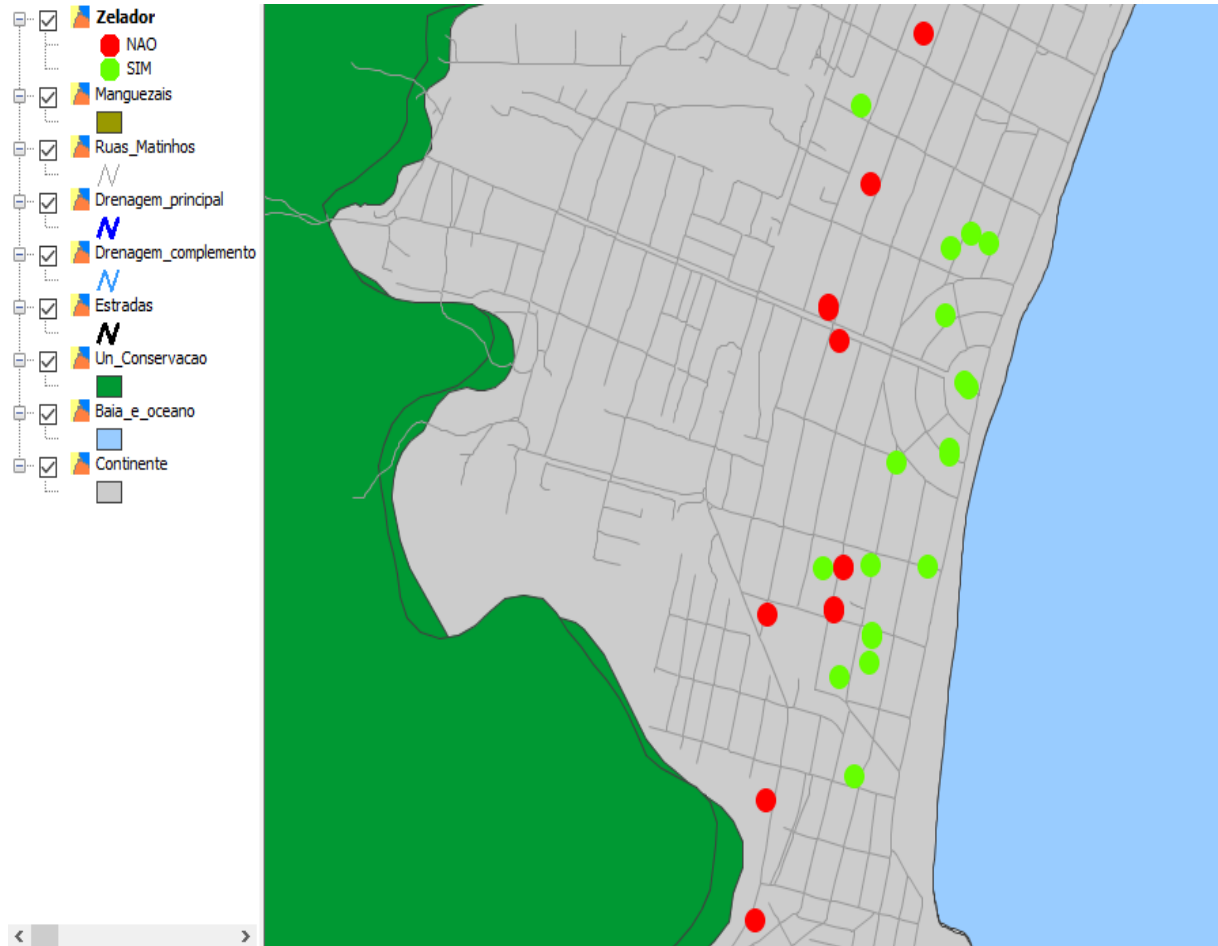 Zelador
NAO
SIM
Manguezais
Ruas_Matinhos
Drenagem_principal
Drenagem_complemento
Estradas
Un_Conservacao
Baia_e_oceano
Continente